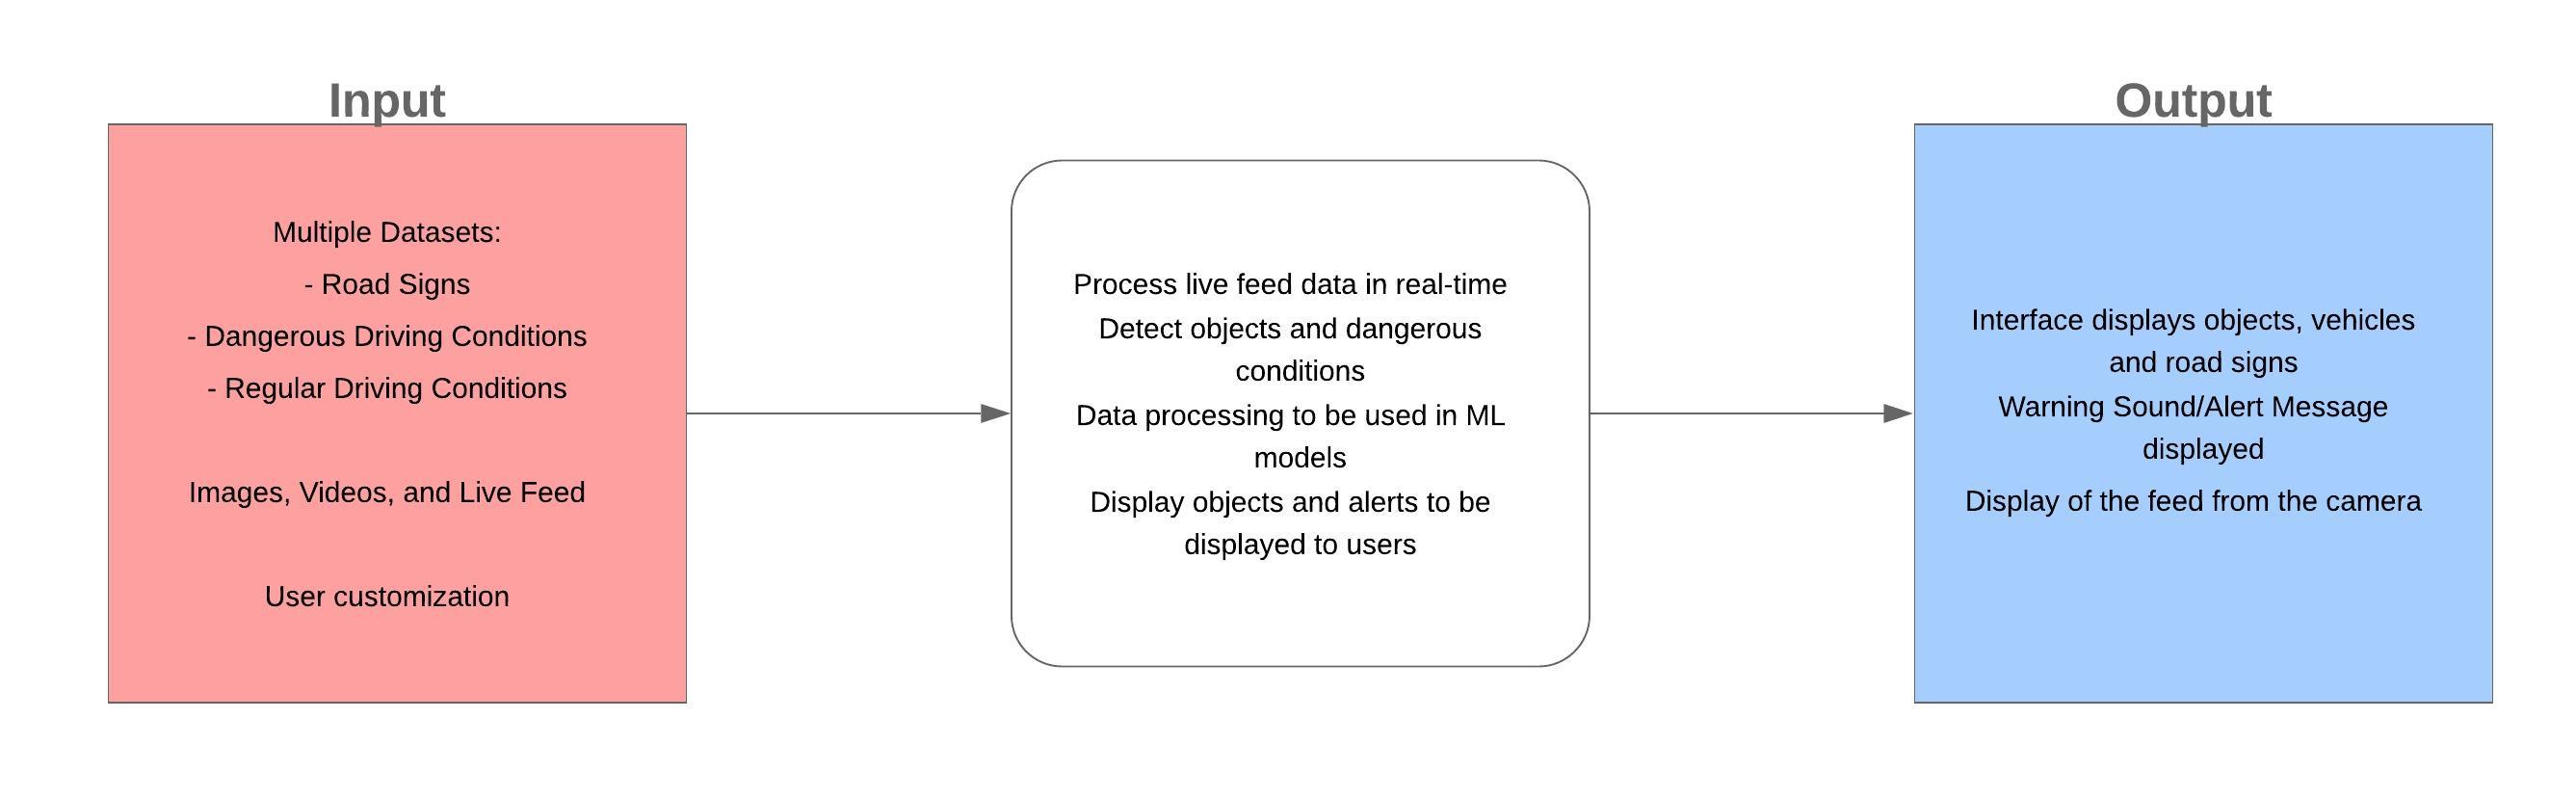 Input
Multiple Datasets:
- Road Signs
- Dangerous Driving Conditions
- Regular Driving Conditions
Images, Videos, and Live Feed
User customization
Process live feed data in real-time
Detect objects and dangerous
conditions
Data processing to be used in ML
models
Display objects and alerts to be
displayed to users
Output
Interface displays objects, vehicles
and road signs
Warning Sound/Alert Message
displayed
Display of the feed from the camera